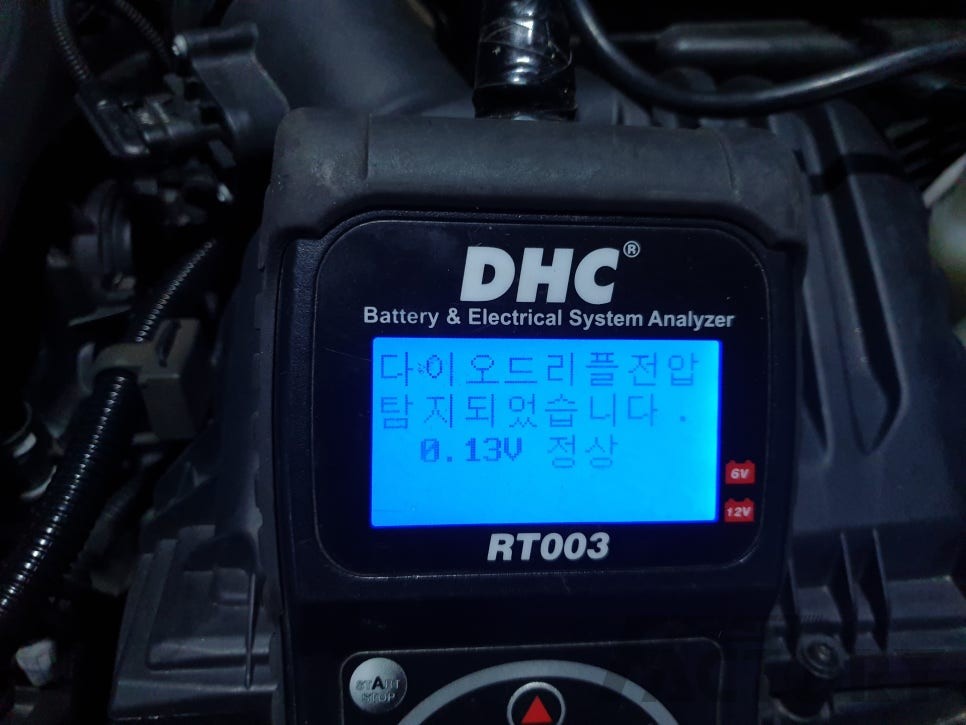 DHC®
Battery & Electrical System Analyzer
다이오드리플전압
탐지되었습니다.
0.13V 정상
6V
12V
RT003
START
STOP